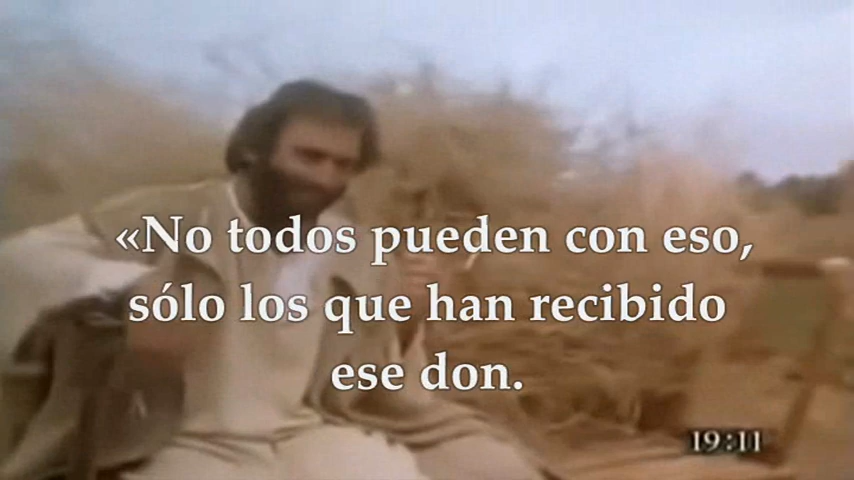 «No todos pueden con eso,
sólo los que han recibido
ese don.
19:11